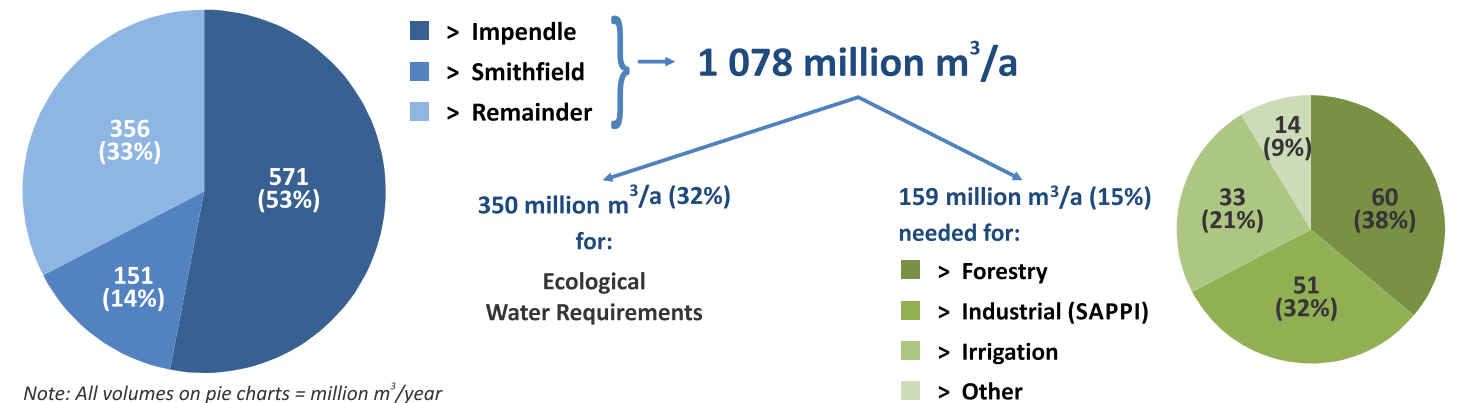 356
(33%)
571
(53%)
151
(14%)
> Impendle
> Smithfield
> Remainder
1 078 million m³/a
350 million m³/a (32%)
for:
Ecological
Water Requirements
159 million m³/a (15%)
needed for:
> Forestry
> Industrial (SAPPI)
> Irrigation
> Other
14
(9%)
33
(21%)
60
(38%)
51
(32%)
Note: All volumes on pie charts = million m³/year